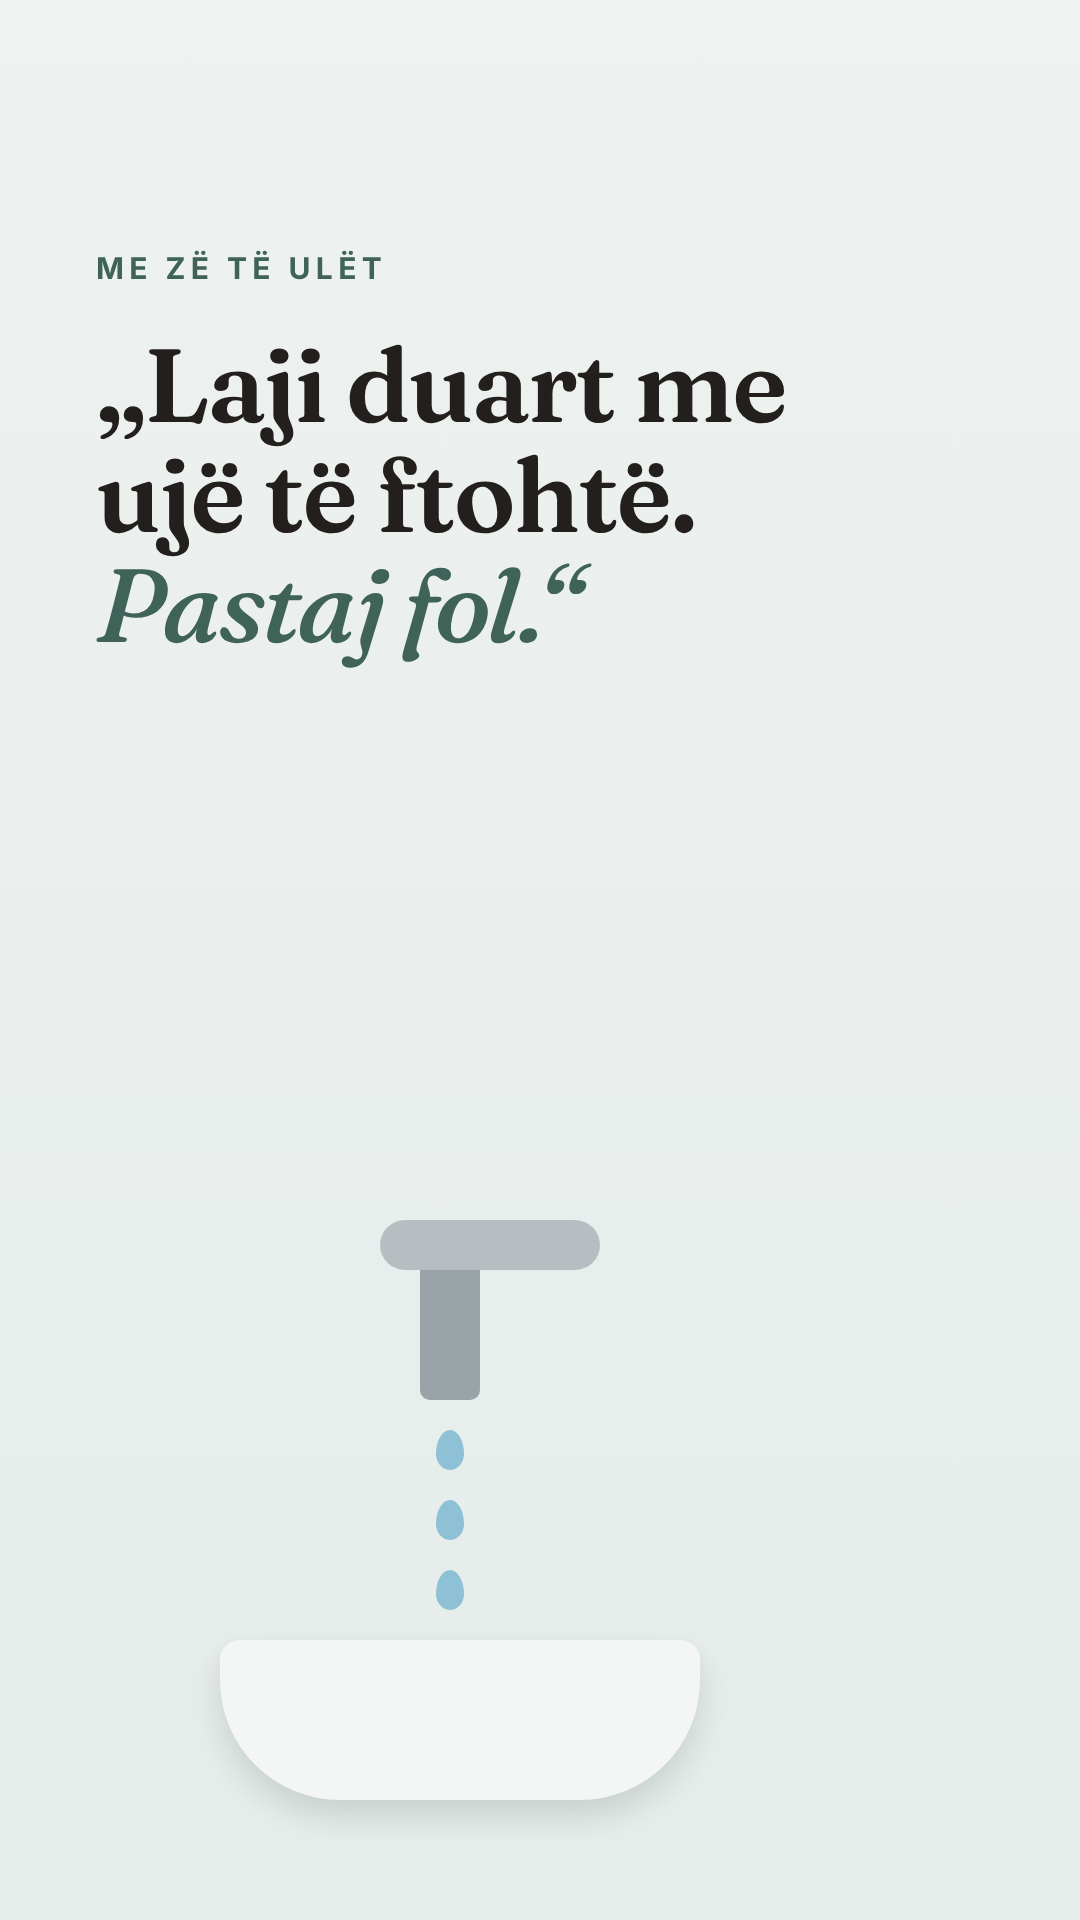 ME ZË TË ULËT
„Laji duart me
ujë të ftohtë.
Pastaj fol.“